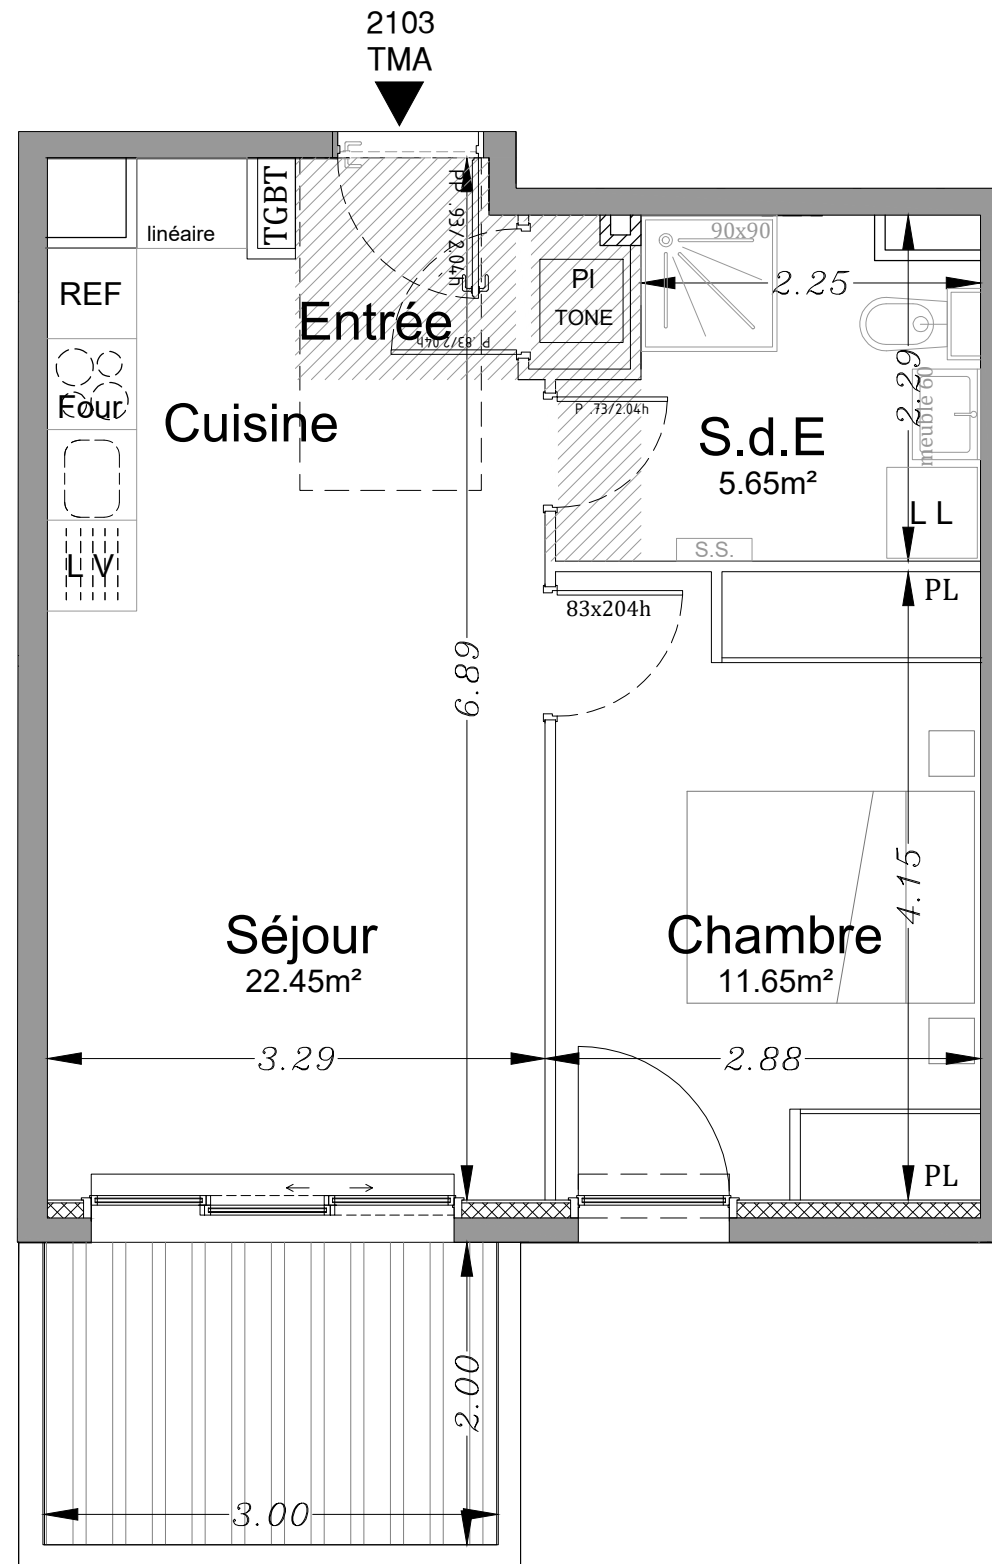 2103
TMA
TGBT
linéaire
PP .93/2.04h
90x90
REF
PI
TONE
2.25
Entrée
P .83/2.04h
2.29
Four
Cuisine
P .73/2.04h
meuble 60
S.d.E
5.65m²
L L
S.S.
L V
PL
83x204h
6.89
4.15
Séjour
22.45m²
Chambre
11.65m²
3.29
2.88
PL
2.00
3.00